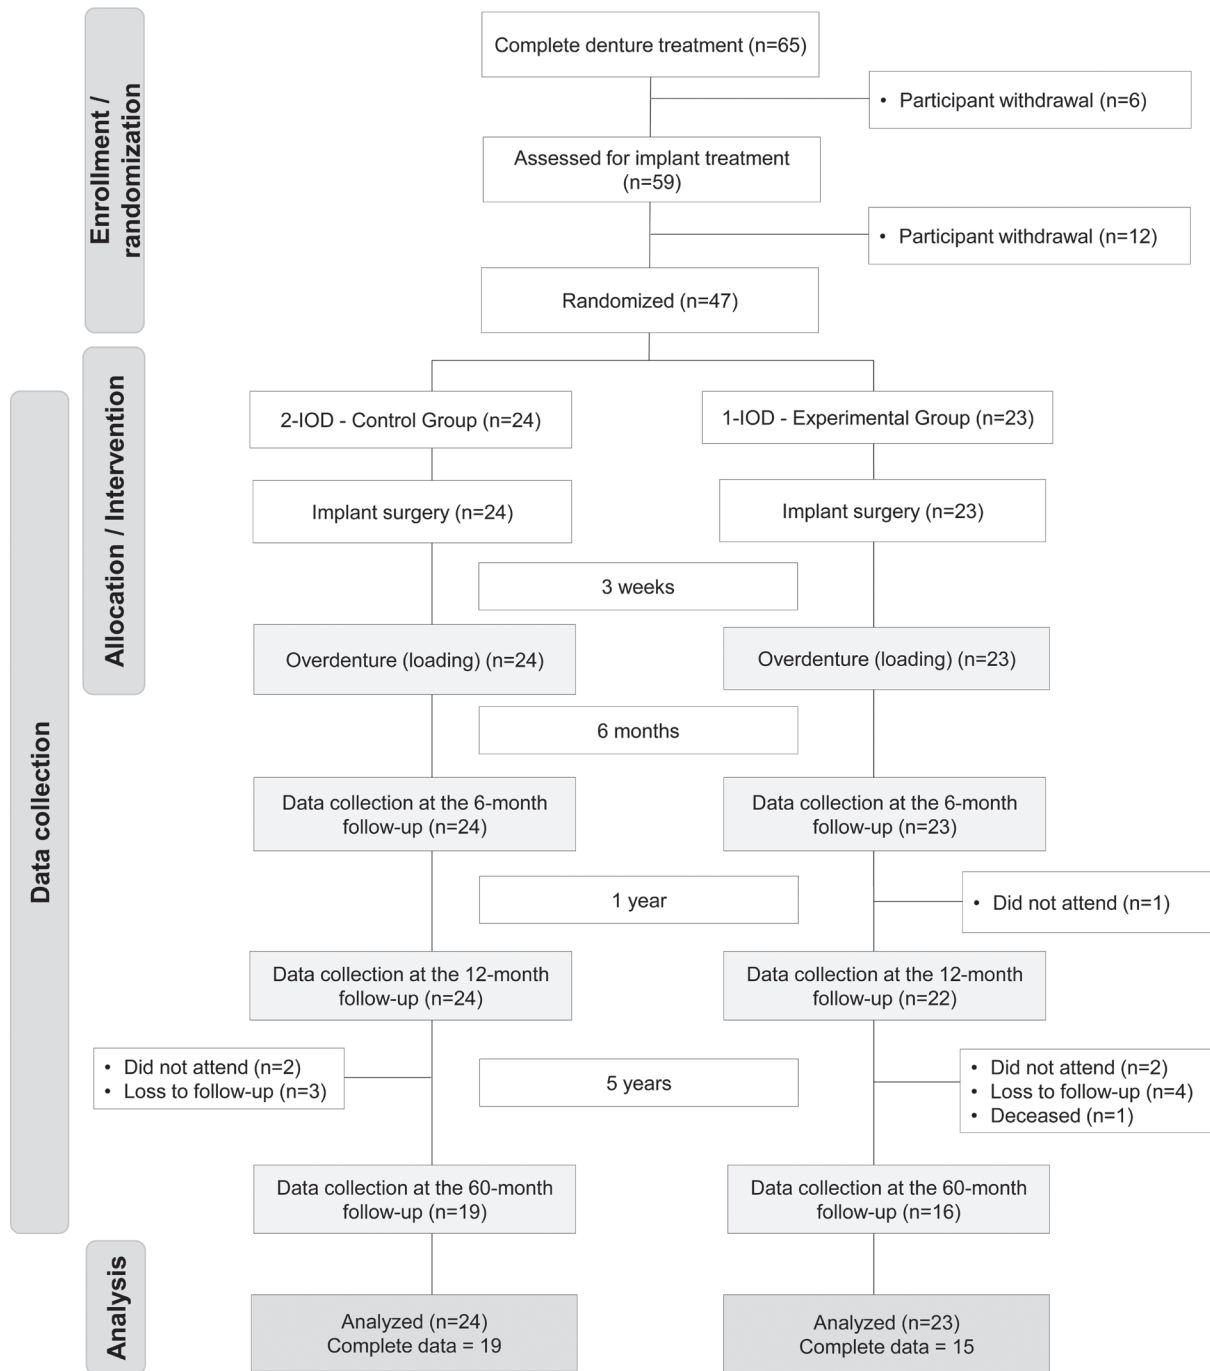 Enrollment /
randomization
Complete denture treatment (n=65)
• Participant withdrawal (n=6)
Assessed for implant treatment
(n=59)
• Participant withdrawal (n=12)
Randomized (n=47)
Allocation / Intervention
Data collection
2-IOD - Control Group (n=24)
1-IOD - Experimental Group (n=23)
Implant surgery (n=24)
Implant surgery (n=23)
3 weeks
Overdenture (loading) (n=24)
Overdenture (loading) (n=23)
6 months
Data collection at the 6-month
follow-up (n=24)
Data collection at the 6-month
follow-up (n=23)
1 year
• Did not attend (n=1)
Data collection at the 12-month
follow-up (n=24)
Data collection at the 12-month
follow-up (n=22)
• Did not attend (n=2)
• Loss to follow-up (n=3)
5 years
• Did not attend (n=2)
• Loss to follow-up (n=4)
• Deceased (n=1)
Data collection at the 60-month
follow-up (n=19)
Data collection at the 60-month
follow-up (n=16)
Analysis
Analyzed (n=24)
Complete data = 19
Analyzed (n=23)
Complete data = 15